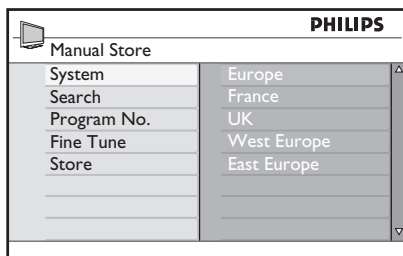 PHILIPS
Manual Store
System
Search
Program No.
Fine Tune
Store
Europe
France
UK
West Europe
East Europe